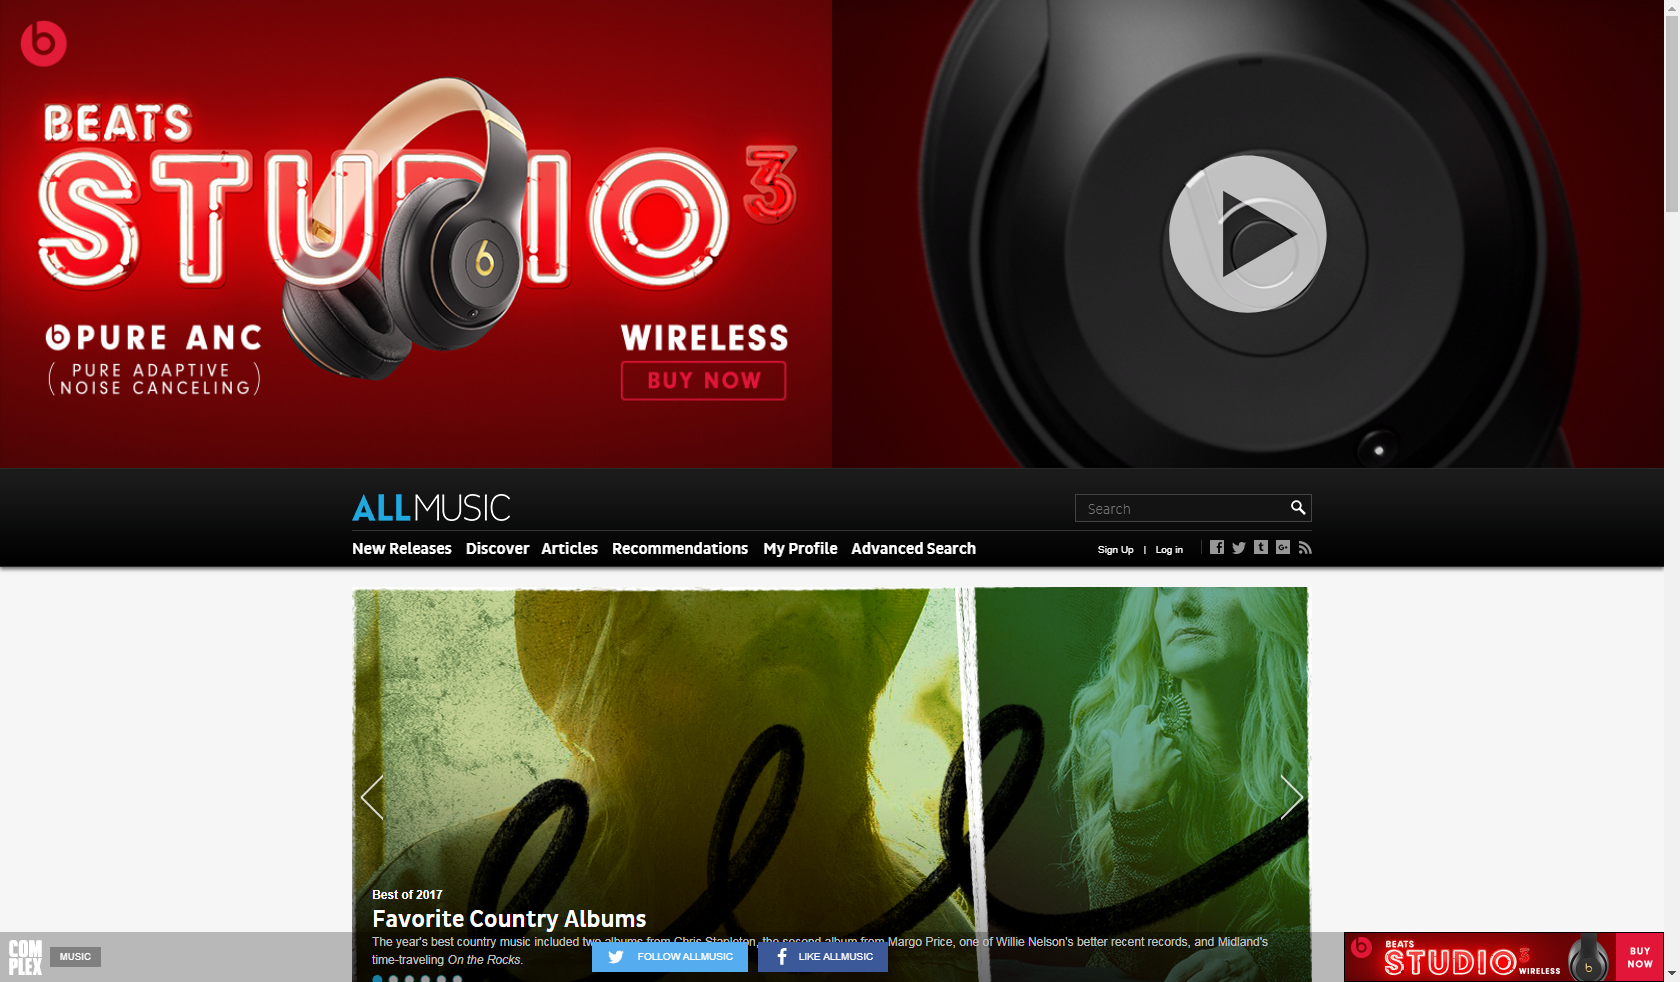 BEATS
STUDIO3
PURE ANC
(PURE ADAPTIVE
NOISE CANCELING)
WIRELESS
BUY NOW
ALLMUSIC
Search
New Releases Discover Articles Recommendations My Profile Advanced Search
Sign Up | Log in
Best of 2017
Favorite Country Albums
The year's best country music included two albums from Chris Stapleton, the second album from Margo Price, one of Willie Nelson's better recent records, and Midland's
time-traveling On the Rocks.
COMPLEX
MUSIC
FOLLOW ALLMUSIC
LIKE ALLMUSIC
BEATS
STUDIO3
WIRELESS
BUY
NOW